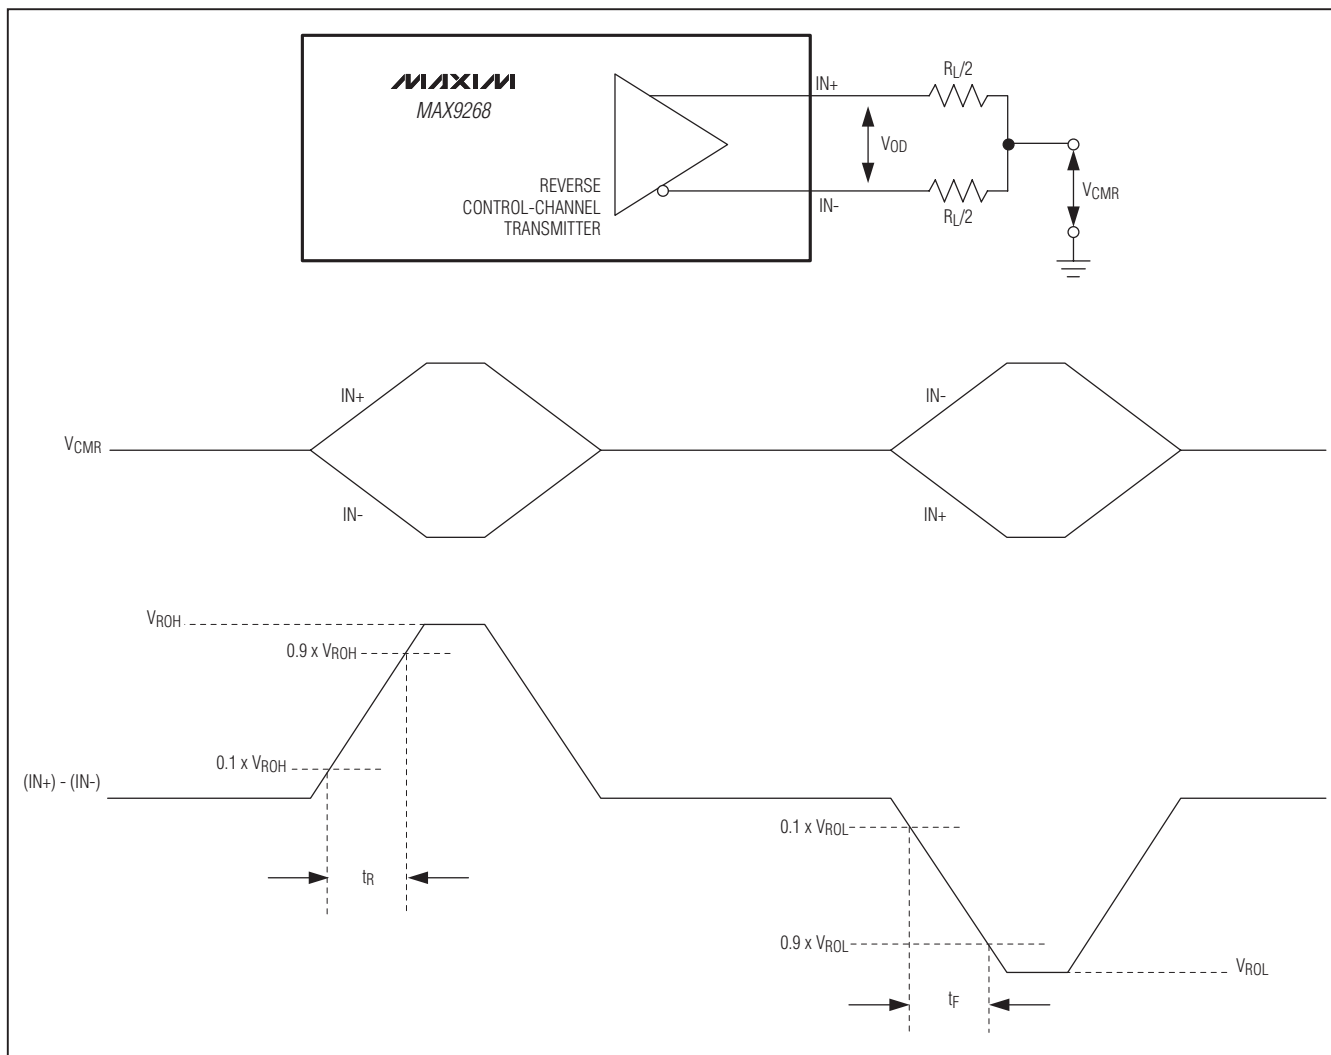 MAXIM
MAX9268
REVERSE
CONTROL-CHANNEL
TRANSMITTER
IN+
IN-
VOD
RL/2
RL/2
VCMR
IN+
IN-
VCMR
IN-
IN+
VROH
0.9 x VROH
0.1 x VROH
(IN+) - (IN-)
tR
0.1 x VROL
0.9 x VROL
VROL
tF